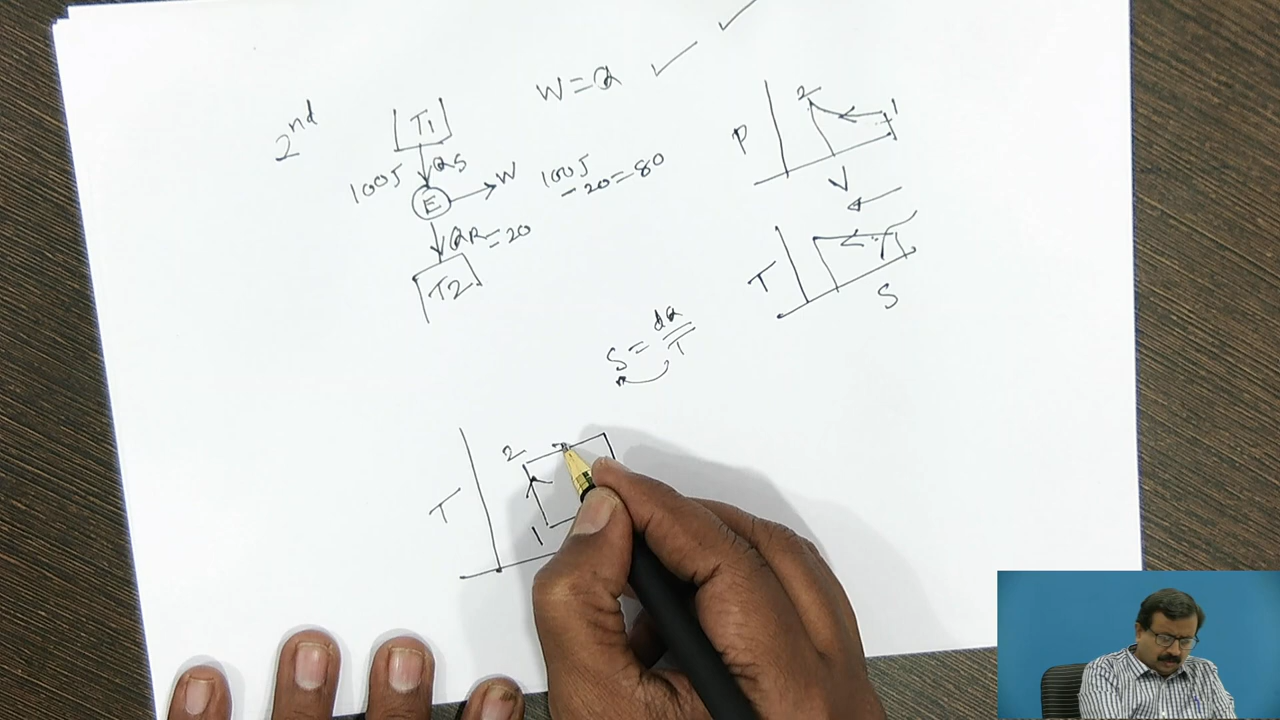 2nd
W=Q
T1
100J
QS
E
W
100J
-20=80
QR=20
T2
P
2
1
V
T
S
S=dQ/T
T
2
1